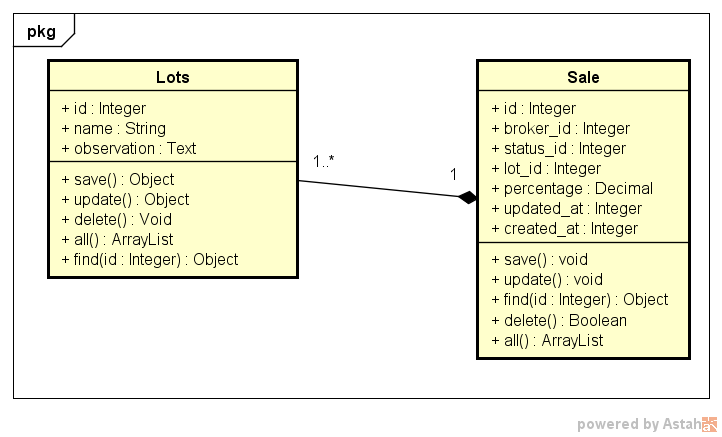 pkg
Lots
+ id : Integer
+ name : String
+ observation : Text
+ save() : Object
+ update() : Object
+ delete() : Void
+ all() : ArrayList
+ find(id : Integer) : Object
1..*
1
Sale
+ id : Integer
+ broker_id : Integer
+ status_id : Integer
+ lot_id : Integer
+ percentage : Decimal
+ updated_at : Integer
+ created_at : Integer
+ save() : void
+ update() : void
+ find(id : Integer) : Object
+ delete() : Boolean
+ all() : ArrayList
powered by Astah